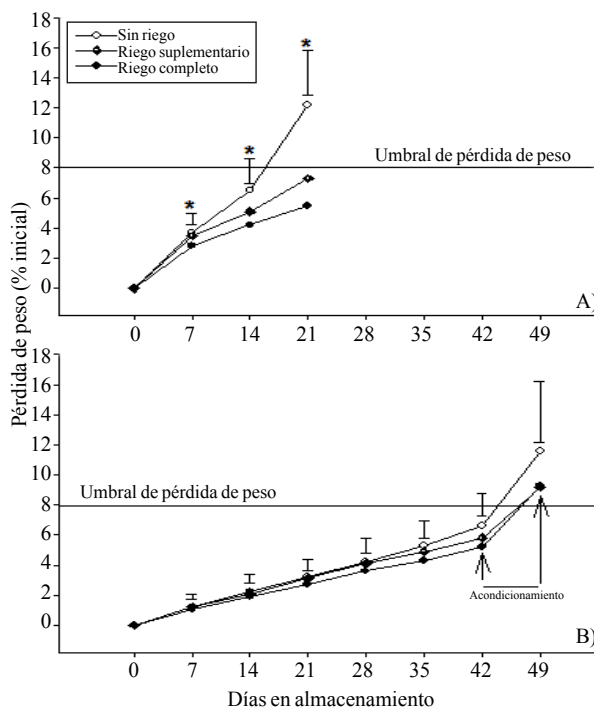 18
16
14
12
10
8
6
4
2
0
Sin riego
Riego suplementario
Riego completo
*
*
*
Umbral de pérdida de peso
A)
0 7 14 21 28 35 42 49
Pérdida de peso (% inicial)
18
16
14
12
10
8
6
4
2
0
Umbral de pérdida de peso
Acondicionamiento
B)
0 7 14 21 28 35 42 49
Días en almacenamiento